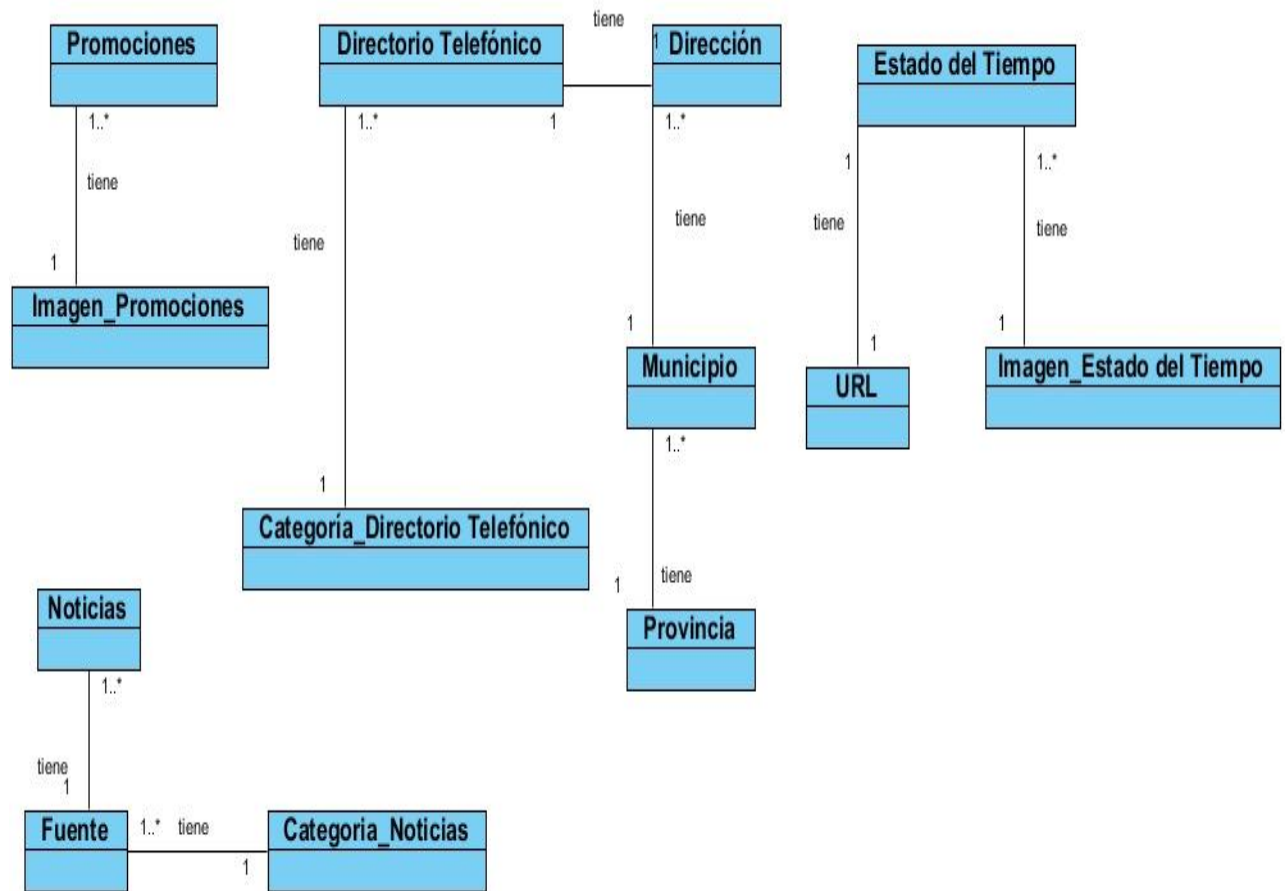 tiene
Promociones
Directorio Telefónico
1
Dirección
Estado del Tiempo
1..*
1..*
1
1..*
1
1..*
tiene
tiene
tiene
tiene
tiene
1
Imagen_Promociones
1
1
1
Municipio
URL
Imagen_Estado del Tiempo
1..*
1
Categoría_Directorio Telefónico
tiene
1
Noticias
Provincia
1..*
tiene
1
Fuente
1..*
tiene
Categoria_Noticias
1